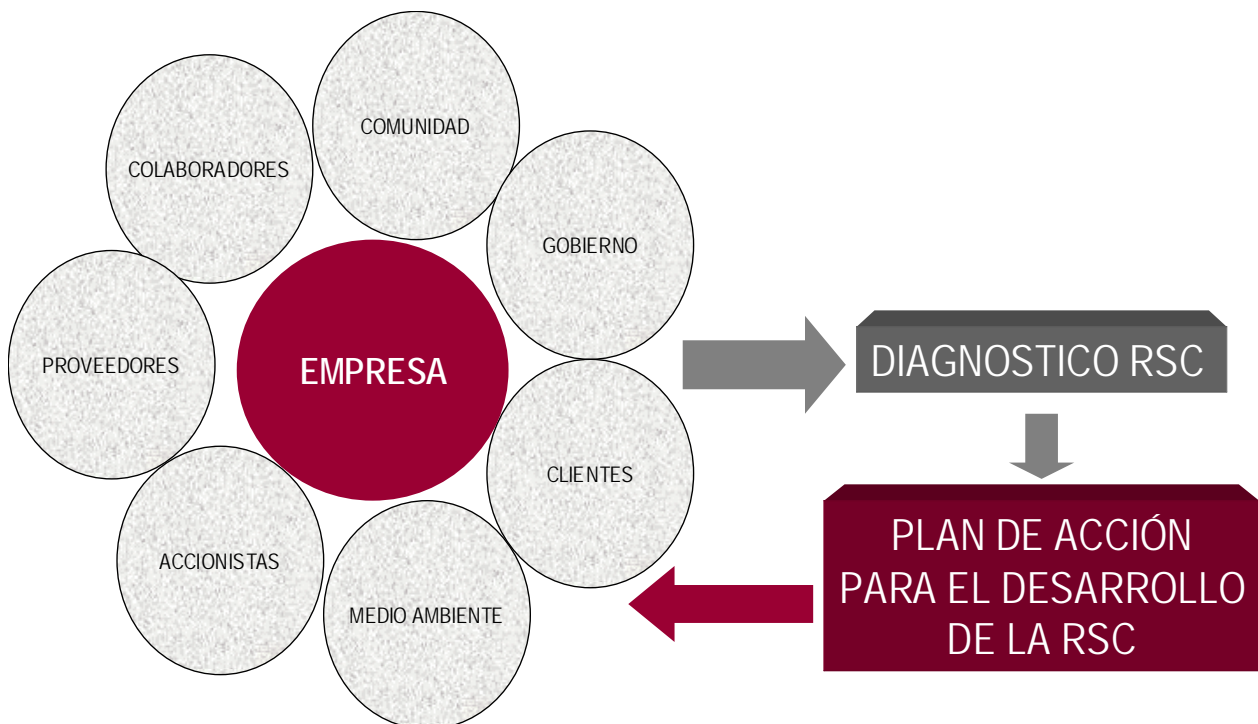 COMUNIDAD
COLABORADORES
GOBIERNO
PROVEEDORES
EMPRESA
DIAGNOSTICO RSC
CLIENTES
ACCIONISTAS
MEDIO AMBIENTE
PLAN DE ACCIÓN
PARA EL DESARROLLO
DE LA RSC